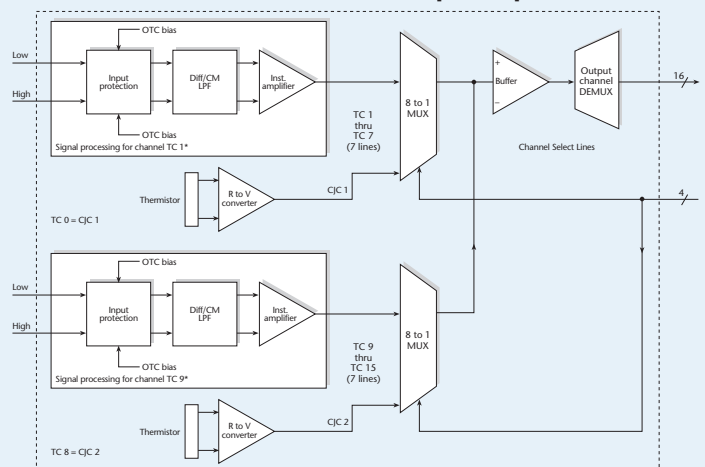 OTC bias
Low
Input
protection
Diff/CM
LPF
Inst.
amplifier
High
OTC bias
Signal processing for channel TC 1*
TC 1
thru
TC 7
(7 lines)
8 to 1
MUX
+
Buffer
–
Output
channel
DEMUX
16
Channel Select Lines
Thermistor
R to V
converter
CJC 1
TC 0 = CJC 1
4
OTC bias
Low
Input
protection
Diff/CM
LPF
Inst.
amplifier
High
OTC bias
Signal processing for channel TC 9*
TC 9
thru
TC 15
(7 lines)
8 to 1
MUX
Thermistor
R to V
converter
CJC 2
TC 8 = CJC 2